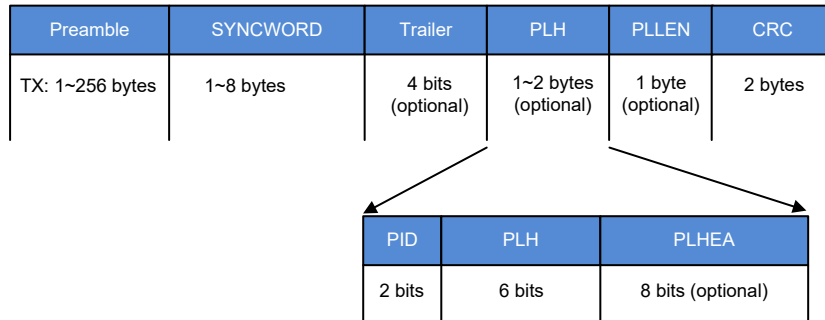 Preamble SYNCWORD Trailer PLH PLLEN CRC
TX: 1~256 bytes 1~8 bytes 4 bits 1~2 bytes 1 byte 2 bytes
(optional) (optional) (optional)
PID PLH PLHEA
2 bits 6 bits 8 bits (optional)